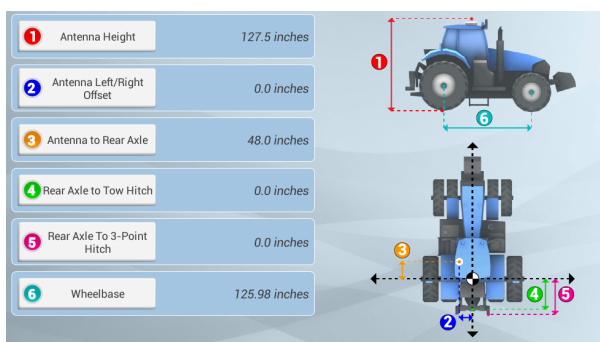 1 Antenna Height 127.5 inches
2 Antenna Left/Right
Offset 0.0 inches
3 Antenna to Rear Axle 48.0 inches
4 Rear Axle to Tow Hitch 0.0 inches
5 Rear Axle To 3-Point
Hitch 0.0 inches
6 Wheelbase 125.98 inches
1
6
3
4 5
2